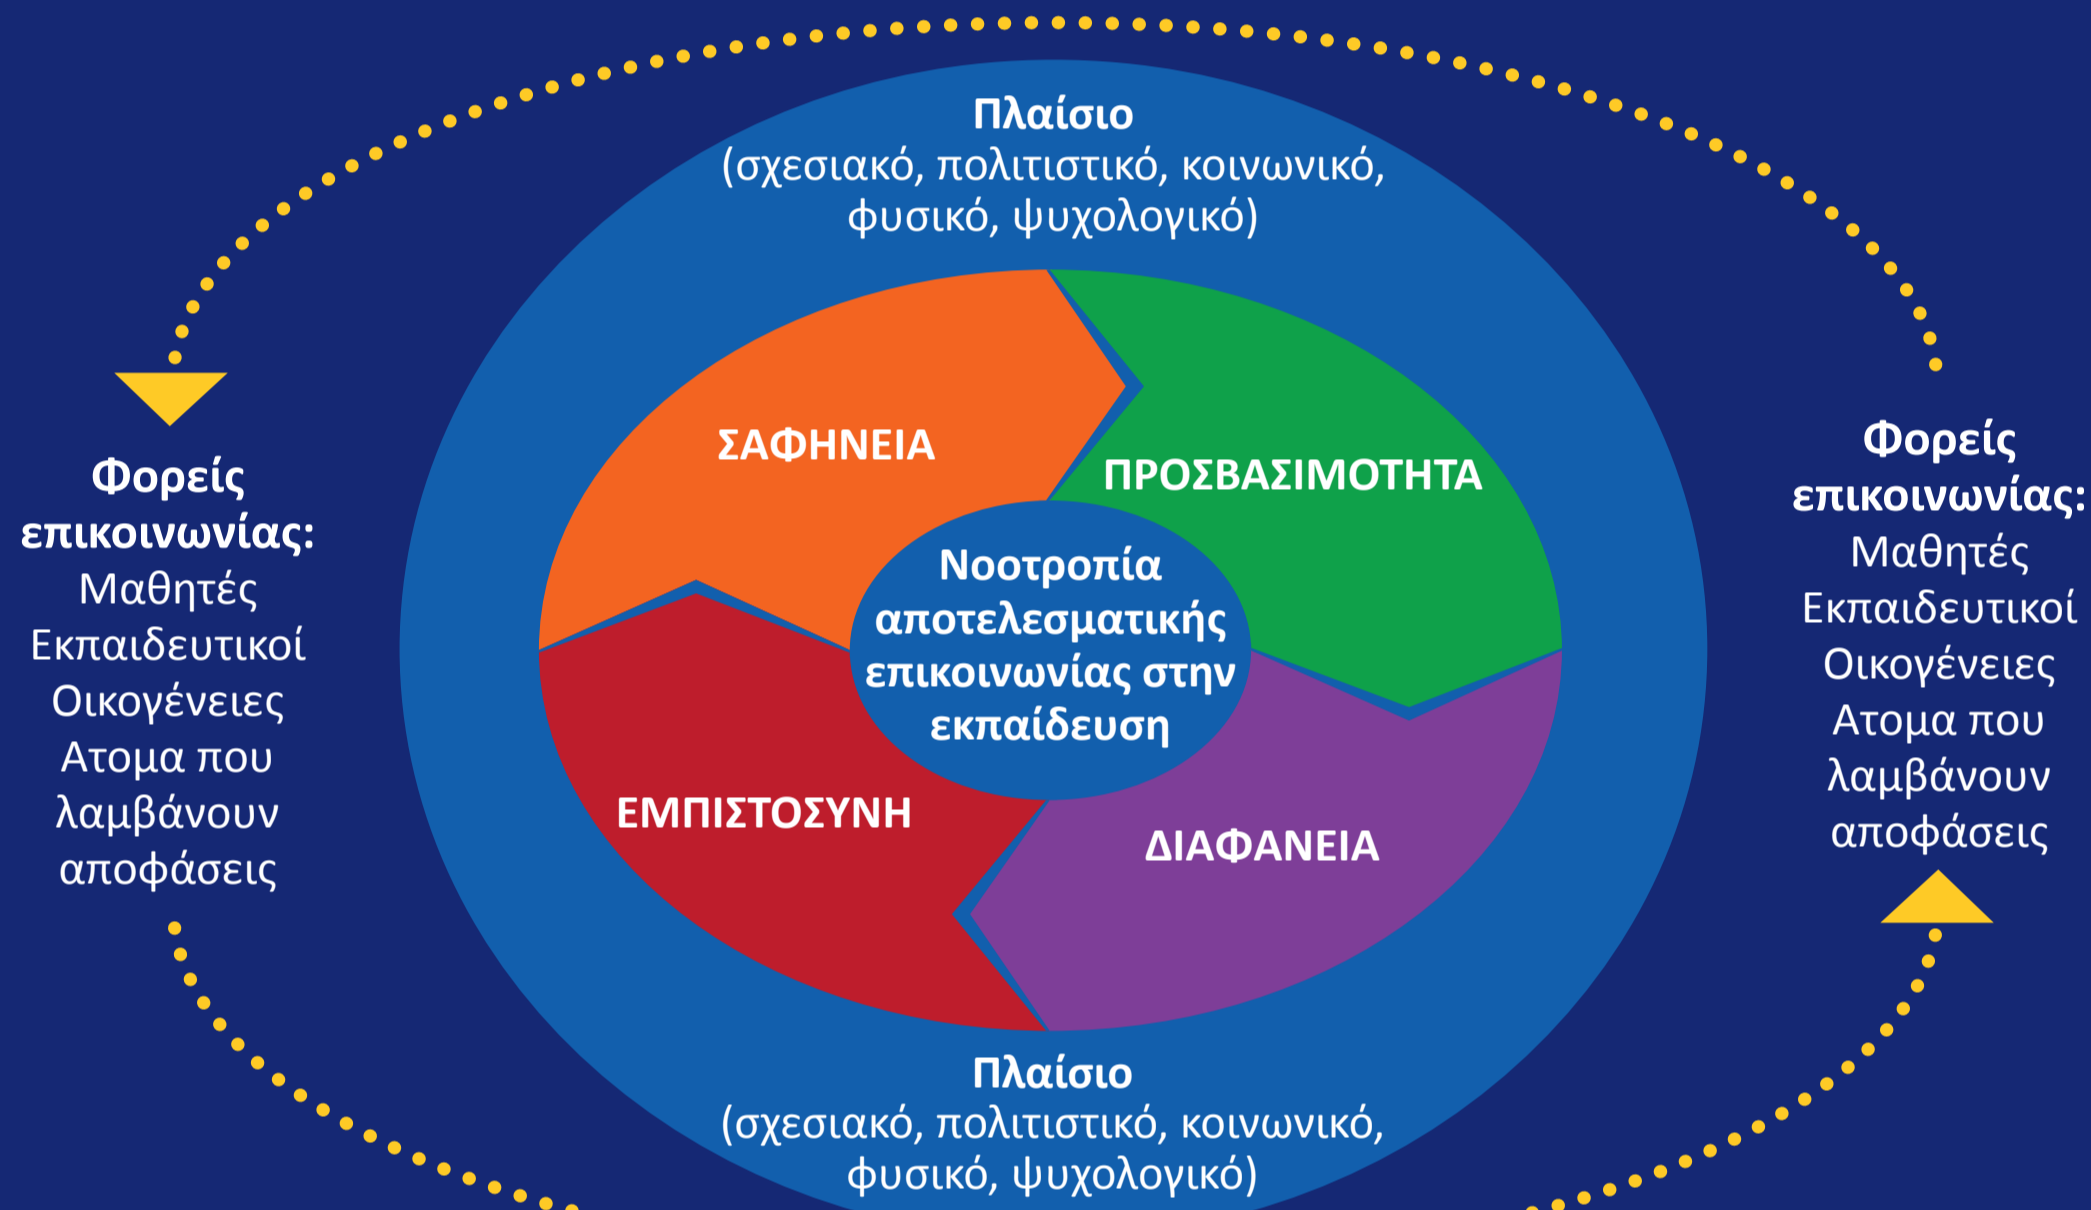 Πλαίσιο
(σχεσιακό, πολιτιστικό, κοινωνικό,
φυσικό, ψυχολογικό)
ΣΑΦΗΝΕΙΑ
ΠΡΟΣΒΑΣΙΜΟΤΗΤΑ
Νοοτροπία
αποτελεσματικής
επικοινωνίας στην
εκπαίδευση
ΕΜΠΙΣΤΟΣΥΝΗ
ΔΙΑΦΑΝΕΙΑ
Πλαίσιο
(σχεσιακό, πολιτιστικό, κοινωνικό,
φυσικό, ψυχολογικό)
Φορείς
επικοινωνίας:
Μαθητές
Εκπαιδευτικοί
Οικογένειες
Ατομα που
λαμβάνουν
αποφάσεις
Φορείς
επικοινωνίας:
Μαθητές
Εκπαιδευτικοί
Οικογένειες
Ατομα που
λαμβάνουν
αποφάσεις